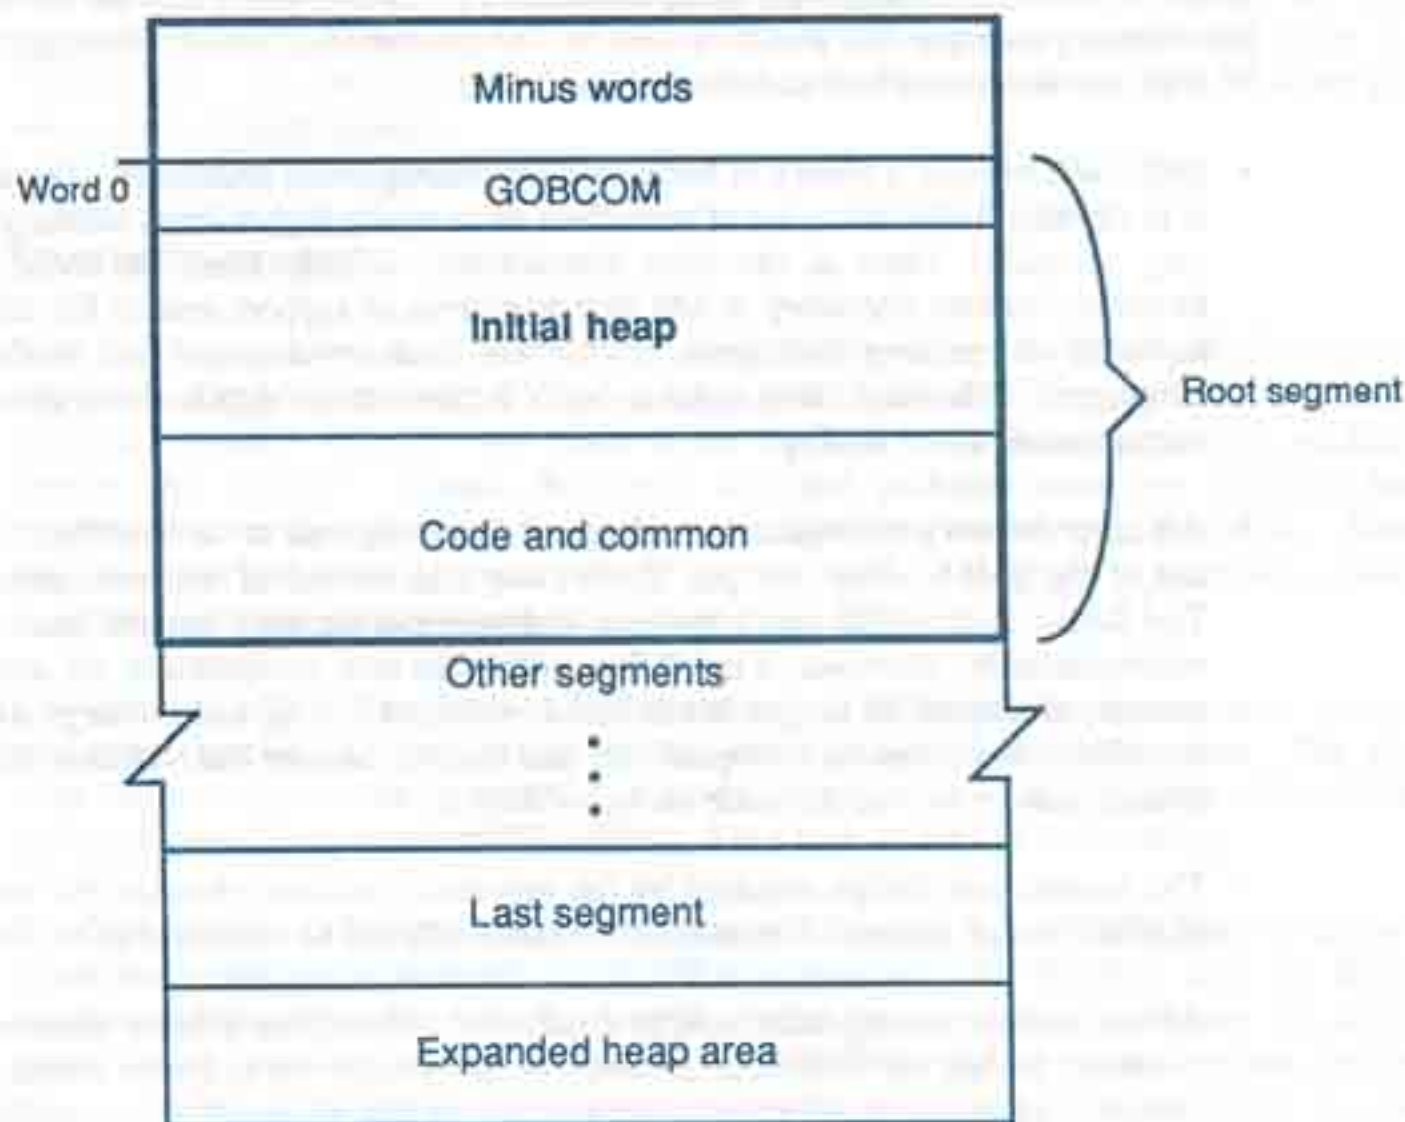 Minus words
Word 0
GOBCOM
Initial heap
Root segment
Code and common
Other segments
Last segment
Expanded heap area